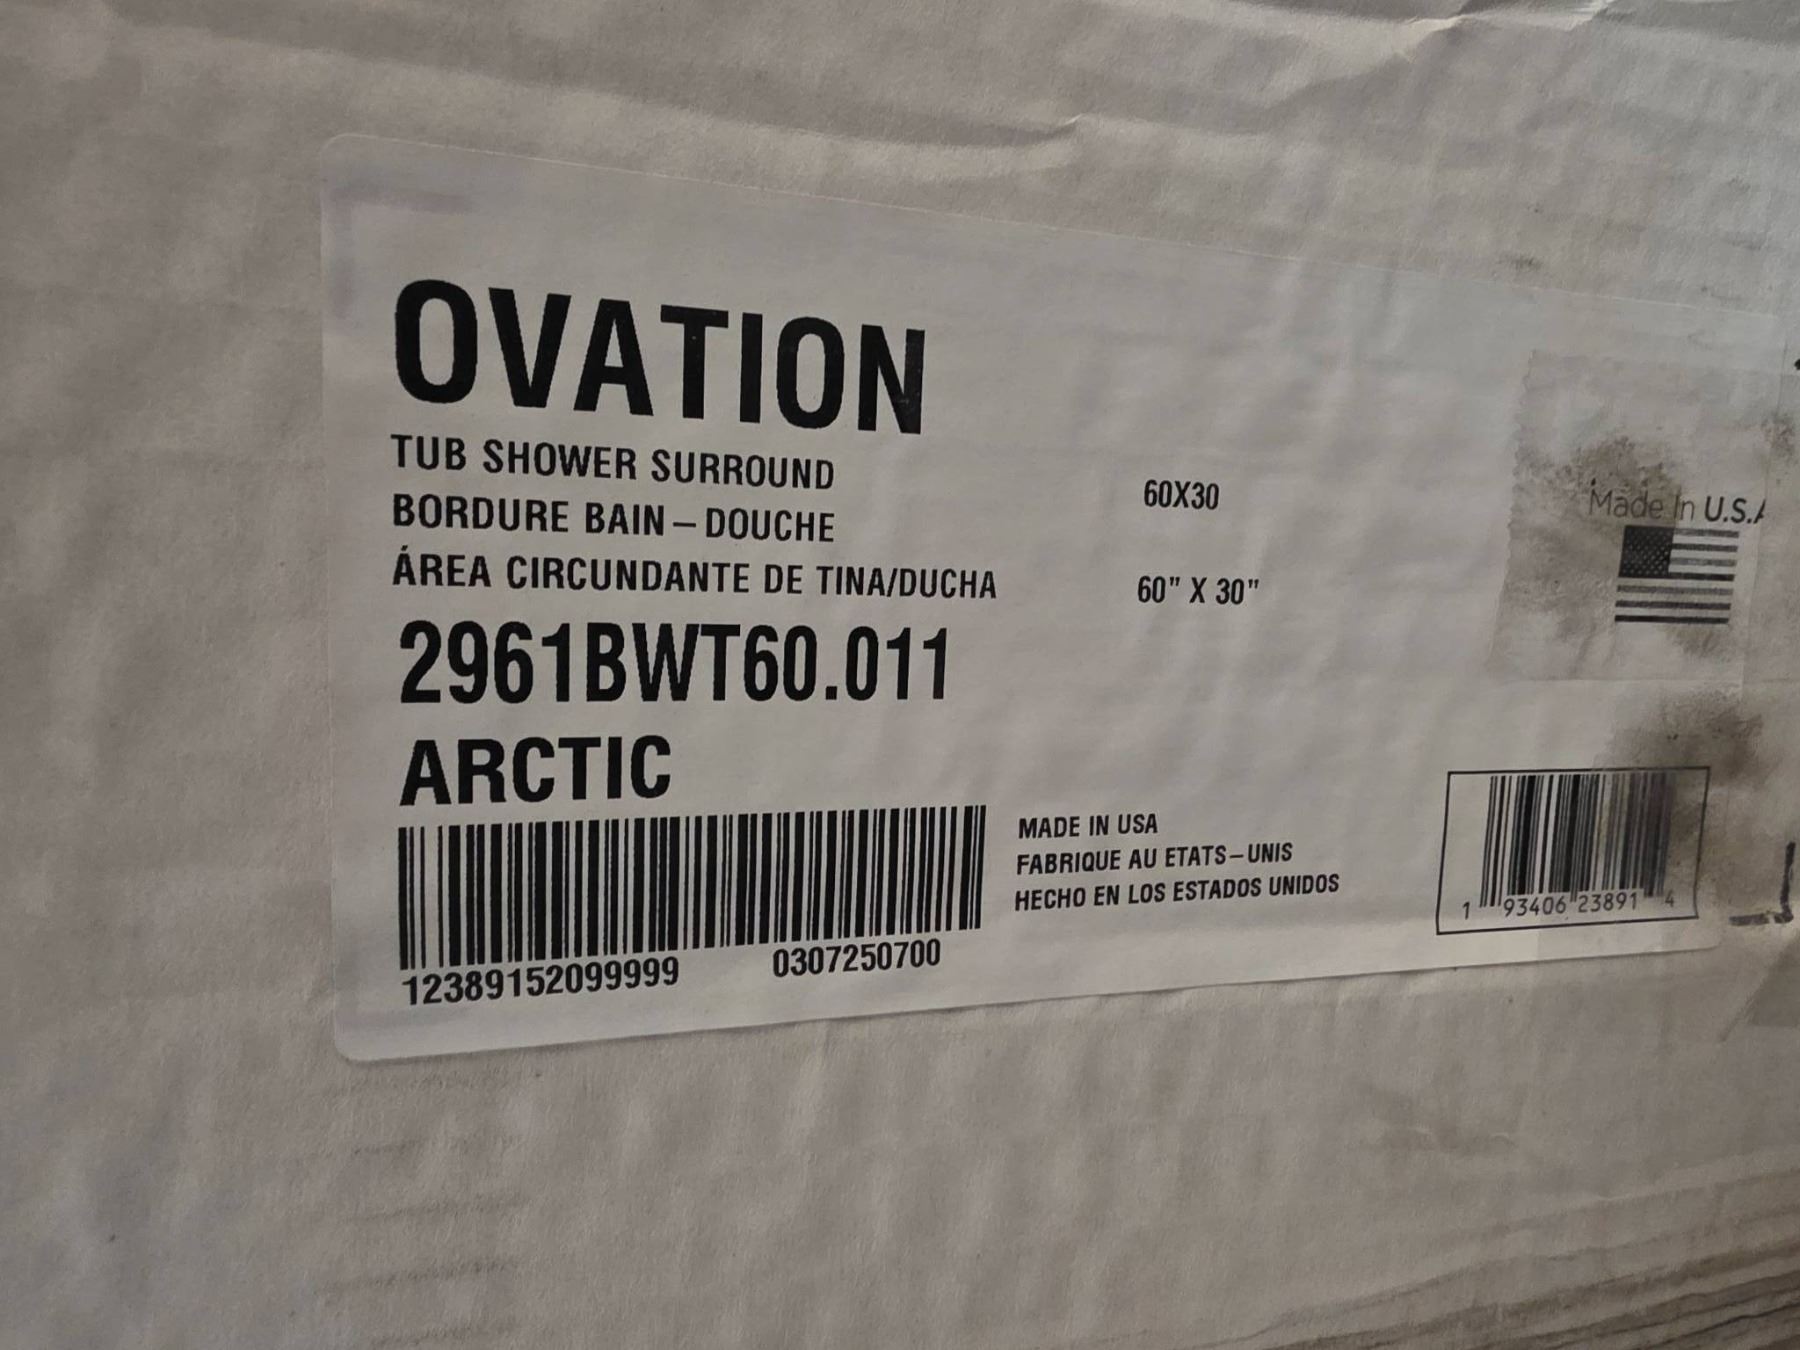 OVATION
TUB SHOWER SURROUND 60X30
BORDURE BAIN – DOUCHE
ÁREA CIRCUNDANTE DE TINA/DUCHA 60" X 30"
2961BWT60.011
ARCTIC
12389152099999 0307250700
MADE IN USA
FABRIQUE AU ETATS–UNIS
HECHO EN LOS ESTADOS UNIDOS
Made In U.S.A
1 93406 23891 4